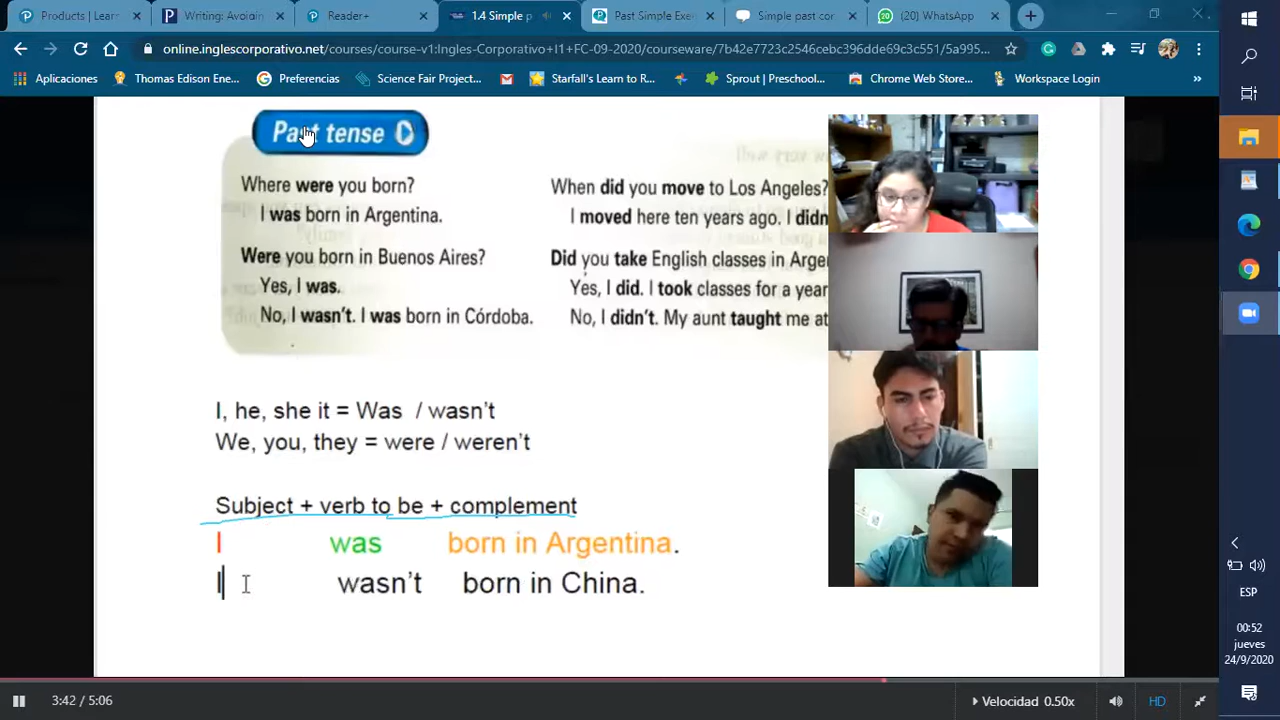 Products | Learn
Writing: Avoidin
Reader+
1.4 Simple p
Past Simple Exe
Simple past cor
(20) WhatsApp
online.inglescorporativo.net/courses/course-v1:Ingles-Corporativo+I1+FC-09-2020/courseware/7b42e7723c2546cebc396dde69c3c551/5a995...
Aplicaciones
Thomas Edison Ene...
Preferencias
Science Fair Project...
Starfall's Learn to R...
Sprout | Preschool...
Chrome Web Store...
Workspace Login
Past tense
Where were you born?
I was born in Argentina.
Were you born in Buenos Aires?
Yes, I was.
No, I wasn't. I was born in Córdoba.
When did you move to Los Angeles?
I moved here ten years ago. I didn
Did you take English classes in Arge
Yes, I did. I took classes for a year
No, I didn't. My aunt taught me at
I, he, she it = Was / wasn't
We, you, they = were / weren't
Subject + verb to be + complement
I was born in Argentina.
I wasn't born in China.
ESP
00:52
jueves
24/9/2020
3:42 / 5:06
Velocidad 0.50x
HD